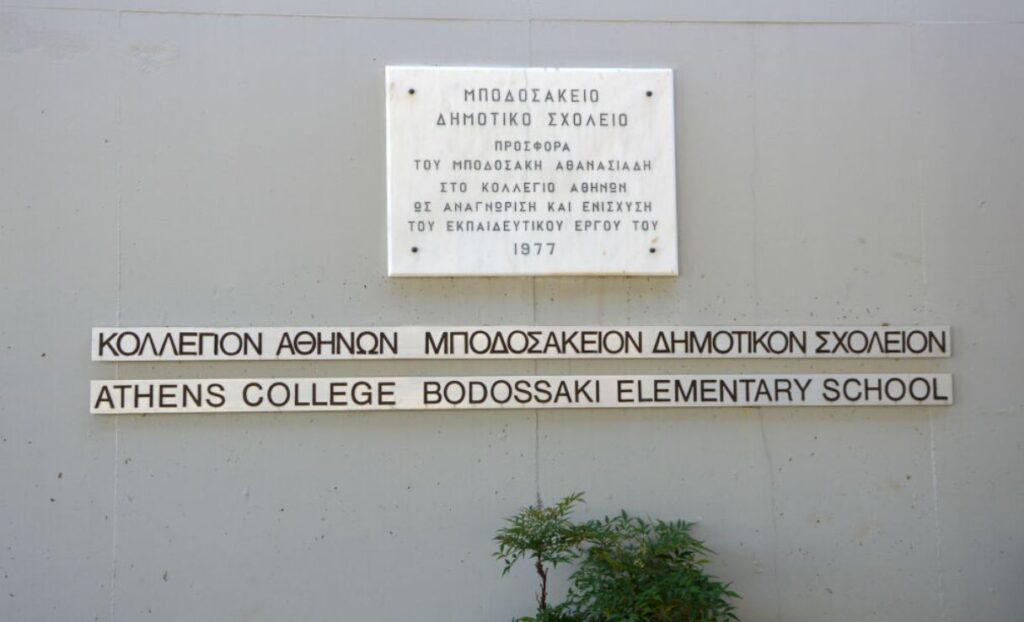 ΜΠΟΔΟΣΑΚΕΙΟ
ΔΗΜΟΤΙΚΟ ΣΧΟΛΕΙΟ
ΠΡΟΣΦΟΡΑ
ΤΟΥ ΜΠΟΔΟΣΑΚΗ ΑΘΑΝΑΣΙΑΔΗ
ΣΤΟ ΚΟΛΛΕΓΙΟ ΑΘΗΝΩΝ
ΩΣ ΑΝΑΓΝΩΡΙΣΗ ΚΑΙ ΕΝΙΣΧΥΣΗ
ΤΟΥ ΕΚΠΑΙΔΕΥΤΙΚΟΥ ΕΡΓΟΥ ΤΟΥ
1977
ΚΟΛΛΕΓΙΟΝ ΑΘΗΝΩΝ ΜΠΟΔΟΣΑΚΕΙΟΝ ΔΗΜΟΤΙΚΟΝ ΣΧΟΛΕΙΟΝ
ATHENS COLLEGE BODOSSAKI ELEMENTARY SCHOOL